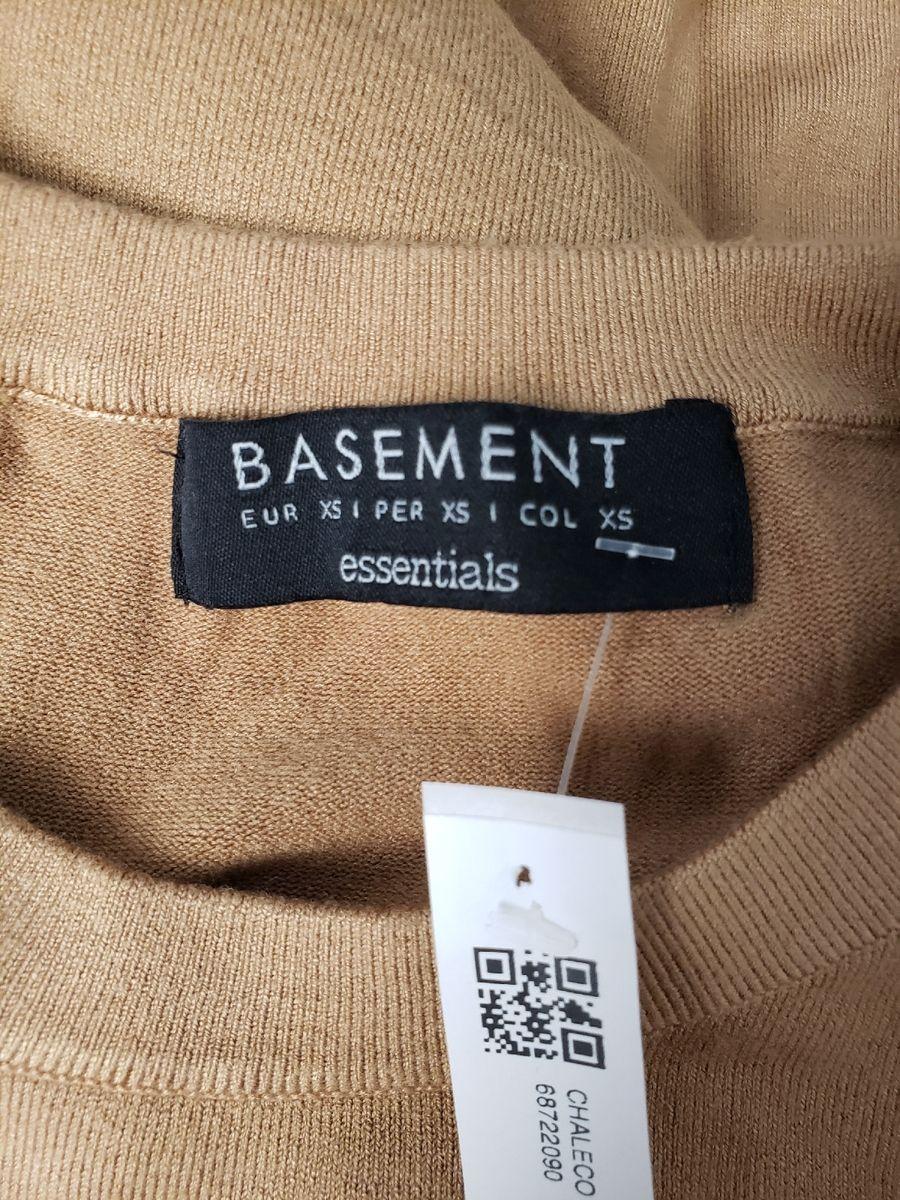 BASEMENT
EUR XS | PER XS | COL XS
essentials
CHALECO
68722090